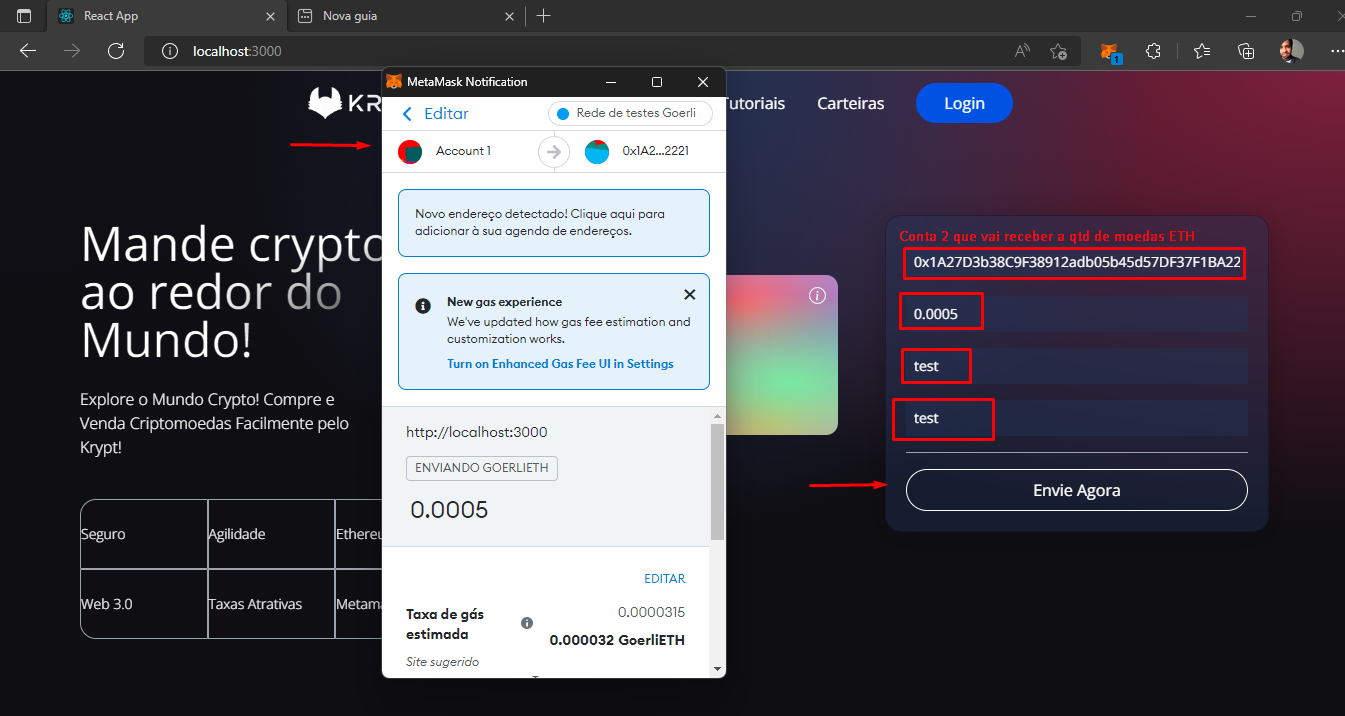 React App
Nova guia
localhost:3000
1
KR
MetaMask Notification
Tutoriais
Carteiras
Login
Editar
Rede de testes Goerli
Account 1
0x1A2...2221
Novo endereço detectado! Clique aqui para
adicionar à sua agenda de endereços.
New gas experience
We've updated how gas fee estimation and
customization works.
Turn on Enhanced Gas Fee UI in Settings
http://localhost:3000
ENVIANDO GOERLIETH
0.0005
EDITAR
Taxa de gás
estimada
0.0000315
0.000032 GoerliETH
Site sugerido
Mande crypto
ao redor do
Mundo!
Explore o Mundo Crypto! Compre e
Venda Criptomoedas Facilmente pelo
Krypt!
Seguro
Agilidade
Ethereu
Web 3.0
Taxas Atrativas
Metama
Conta 2 que vai receber a qtd de moedas ETH
0x1A27D3b38C9F38912adb05b45d57DF37F1BA22
0.0005
test
test
Envie Agora